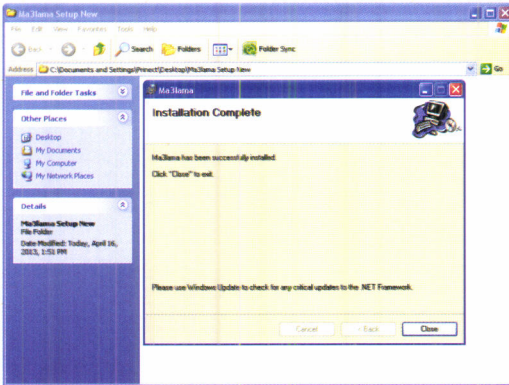 Ma3lama Setup New
File Edit View Favorites Tools Help
Back Search Folders Folder Sync
Address C:\Documents and Settings\Prinect\Desktop\Ma3lama Setup New Go
File and Folder Tasks
Other Places
Desktop
My Documents
My Computer
My Network Places
Details
Ma3lama Setup New
File Folder
Date Modified: Today, April 16,
2013, 1:51 PM
Ma3lama
Installation Complete
Ma3lama has been successfully installed.
Click "Close" to exit.
Please use Windows Update to check for any critical updates to the .NET Framework.
Cancel < Back Close